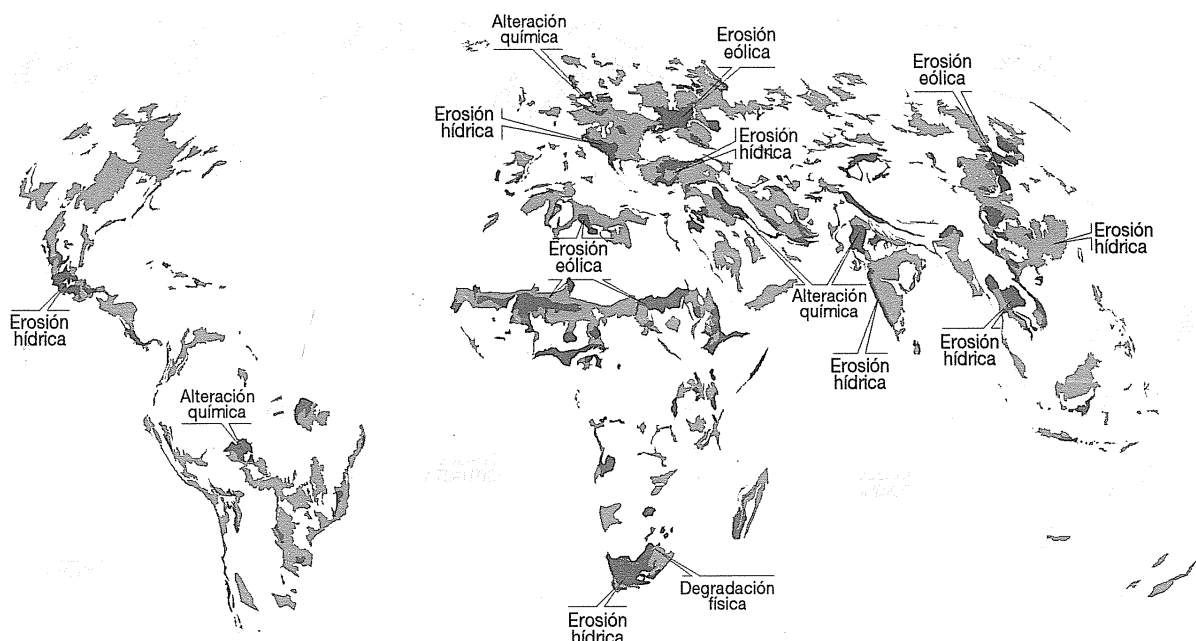 Alteración
química
Erosión
eólica
Erosión
eólica
Erosión
hídrica
Erosión
hídrica
Erosión
hídrica
Erosión
eólica
Alteración
química
Erosión
hídrica
Erosión
hídrica
Erosión
hídrica
Alteración
química
Degradación
física
Erosión
hídrica